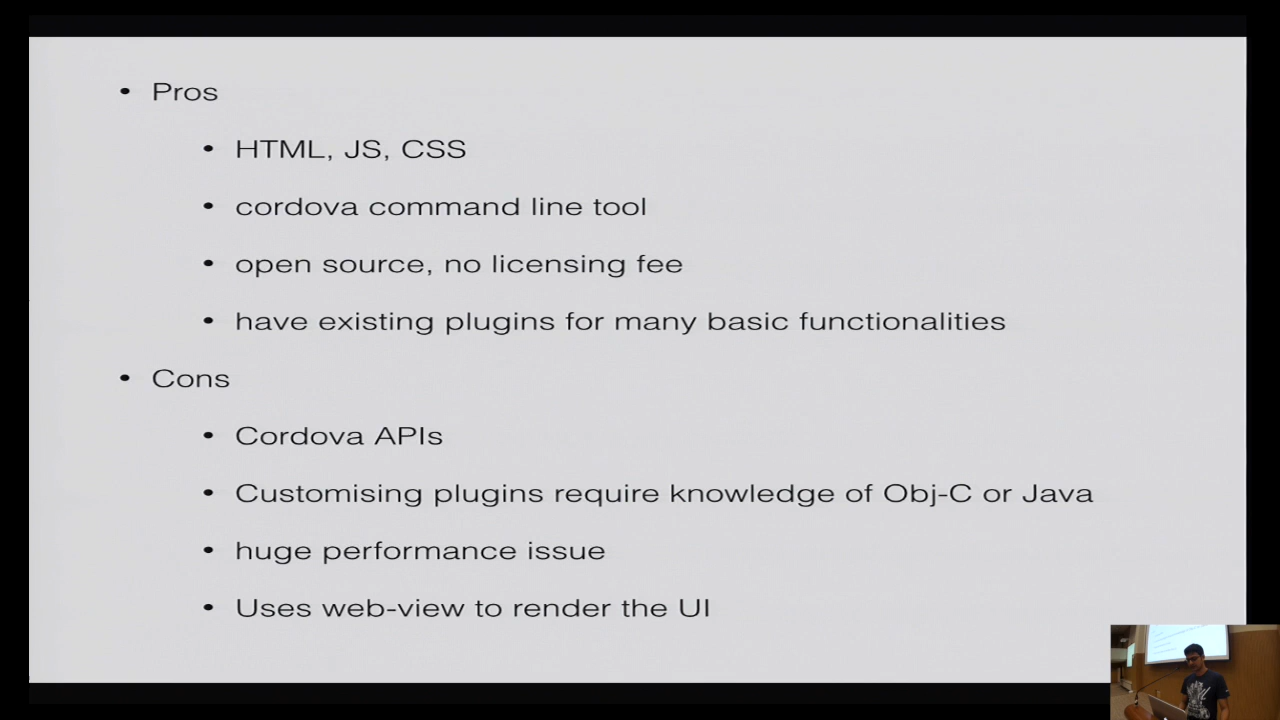 • Pros
• HTML, JS, CSS
• cordova command line tool
• open source, no licensing fee
• have existing plugins for many basic functionalities
• Cons
• Cordova APIs
• Customising plugins require knowledge of Obj-C or Java
• huge performance issue
• Uses web-view to render the UI